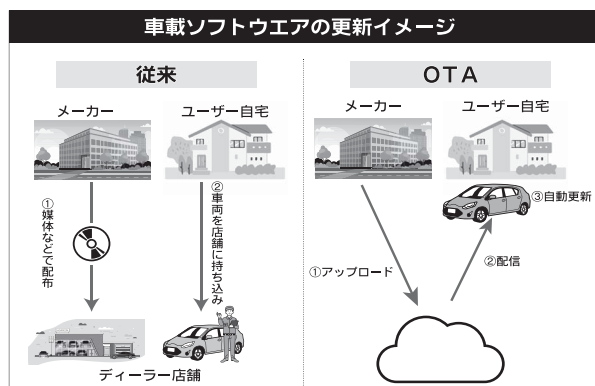 車載ソフトウエアの更新イメージ
従来
メーカー
ユーザー自宅
①媒体などで配布
②車両を店舗に持ち込み
ディーラー店舗
OTA
メーカー
ユーザー自宅
③自動更新
①アップロード
②配信